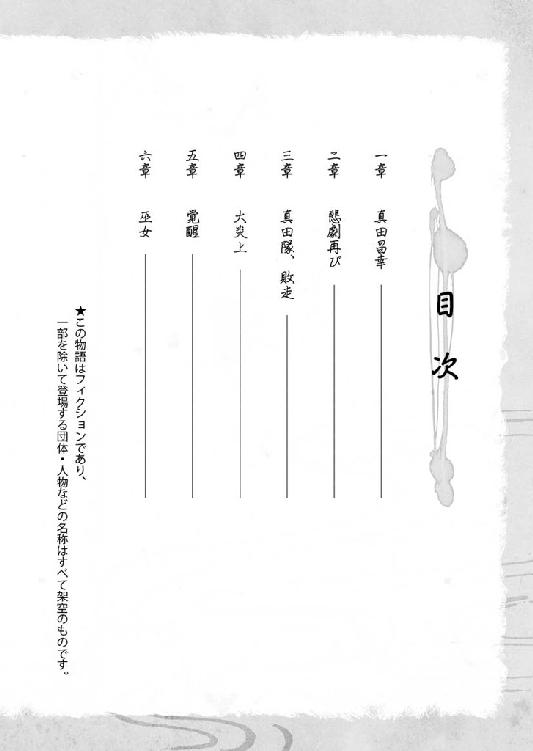 目次
一章 真田昌幸
二章 悲劇再び
三章 真田隊、敗走
四章 大炎上
五章 覚醒
六章 巫女
★この物語はフィクションであり、
一部を除いて登場する団体・人物などの名称はすべて架空のものです。